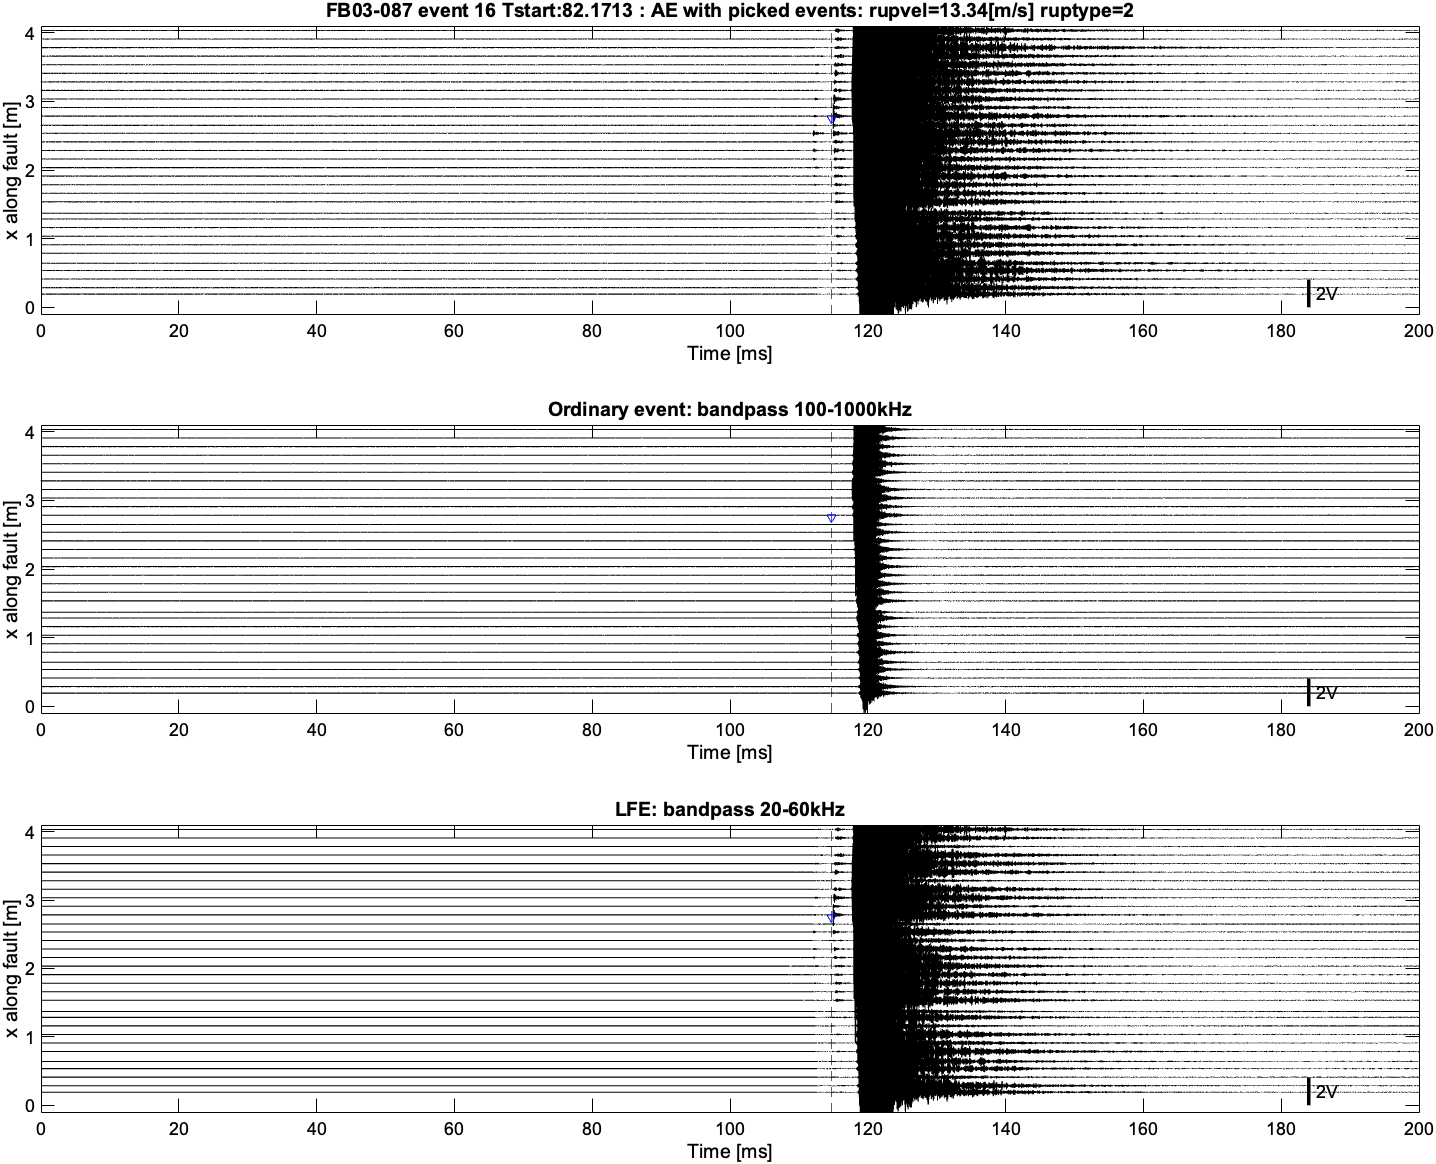 FB03-087 event 16 Tstart:82.1713 : AE with picked events: rupvel=13.34[m/s] ruptype=2
4
3
2
1
0
x along fault [m]
2V
0 20 40 60 80 100 120 140 160 180 200
Time [ms]
Ordinary event: bandpass 100-1000kHz
4
3
2
1
0
x along fault [m]
2V
0 20 40 60 80 100 120 140 160 180 200
Time [ms]
LFE: bandpass 20-60kHz
4
3
2
1
0
x along fault [m]
2V
0 20 40 60 80 100 120 140 160 180 200
Time [ms]